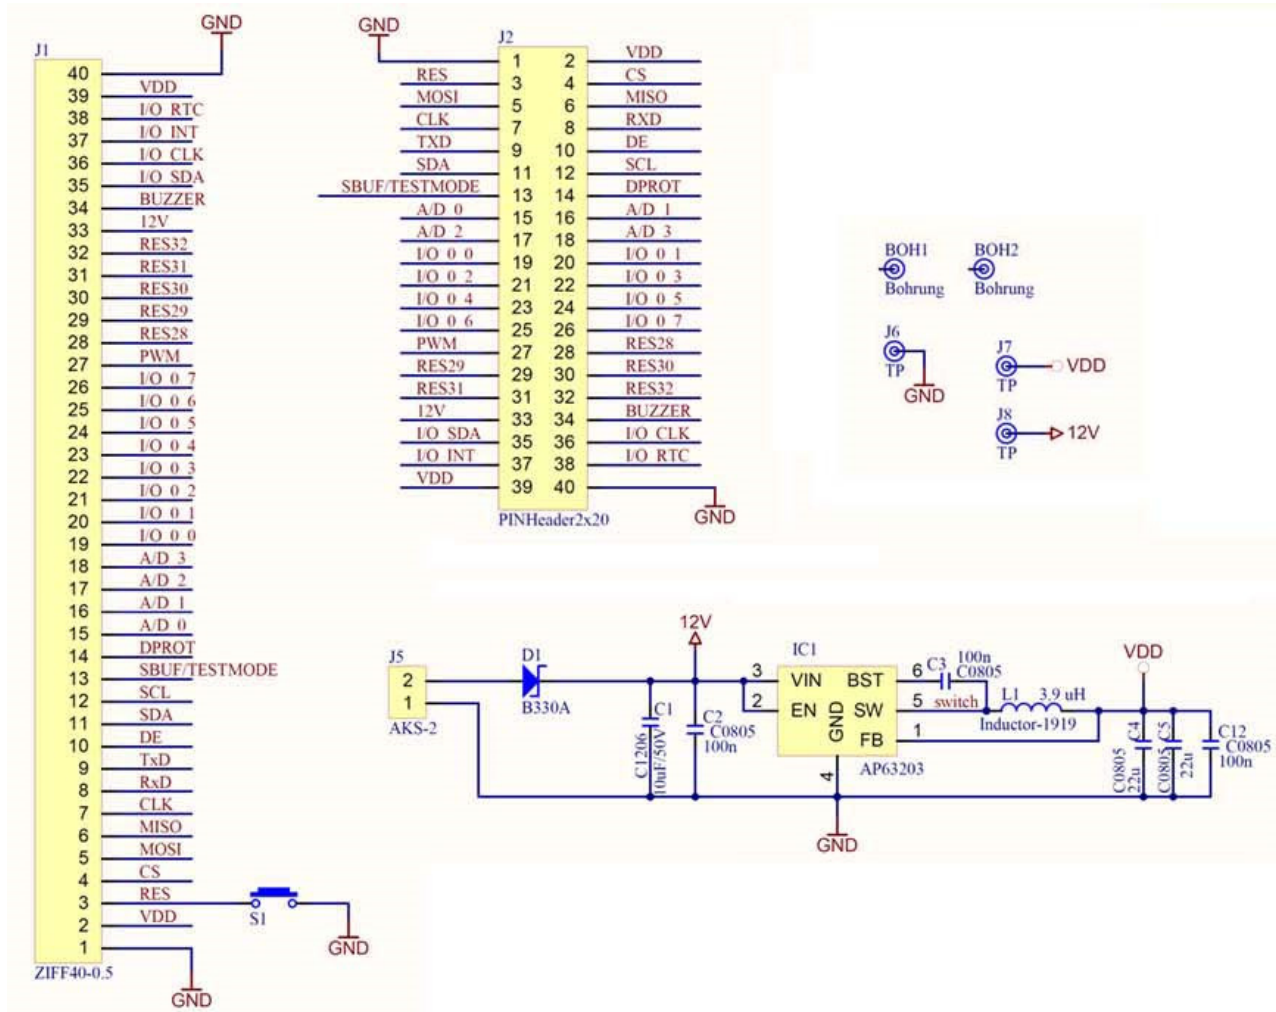 J1
GND
40
39 VDD
38 I/O RTC
37 I/O INT
36 I/O CLK
35 I/O SDA
34 BUZZER
33 12V
32 RES32
31 RES31
30 RES30
29 RES29
28 RES28
27 PWM
26 I/O 0 7
25 I/O 0 6
24 I/O 0 5
23 I/O 0 4
22 I/O 0 3
21 I/O 0 2
20 I/O 0 1
19 I/O 0 0
18 A/D 3
17 A/D 2
16 A/D 1
15 A/D 0
14 DPROT
13 SBUF/TESTMODE
12 SCL
11 SDA
10 DE
9 TxD
8 RxD
7 CLK
6 MISO
5 MOSI
4 CS
3 RES
S1
GND
2 VDD
1
ZIFF40-0.5
GND
GND
J2
1 2 VDD
RES 3 4 CS
MOSI 5 6 MISO
CLK 7 8 RXD
TXD 9 10 DE
SDA 11 12 SCL
SBUF/TESTMODE 13 14 DPROT
A/D 0 15 16 A/D 1
A/D 2 17 18 A/D 3
I/O 0 0 19 20 I/O 0 1
I/O 0 2 21 22 I/O 0 3
I/O 0 4 23 24 I/O 0 5
I/O 0 6 25 26 I/O 0 7
PWM 27 28 RES28
RES29 29 30 RES30
RES31 31 32 RES32
12V 33 34 BUZZER
I/O SDA 35 36 I/O CLK
I/O INT 37 38 I/O RTC
VDD 39 40
PINHeader2x20
GND
BOH1
Bohrung
BOH2
Bohrung
J6
TP
GND
J7
TP
VDD
J8
TP
12V
J5
2
1
AKS-2
D1
B330A
12V
C1
C1206
10uF/50V
C2
C0805
100n
IC1
3 VIN BST 6
2 EN SW 5
GND
FB 1
4
AP63203
GND
C3
100n
C0805
switch
L1
3.9 uH
Inductor-1919
VDD
C4
C0805
22u
C5
C0805
22u
C12
C0805
100n